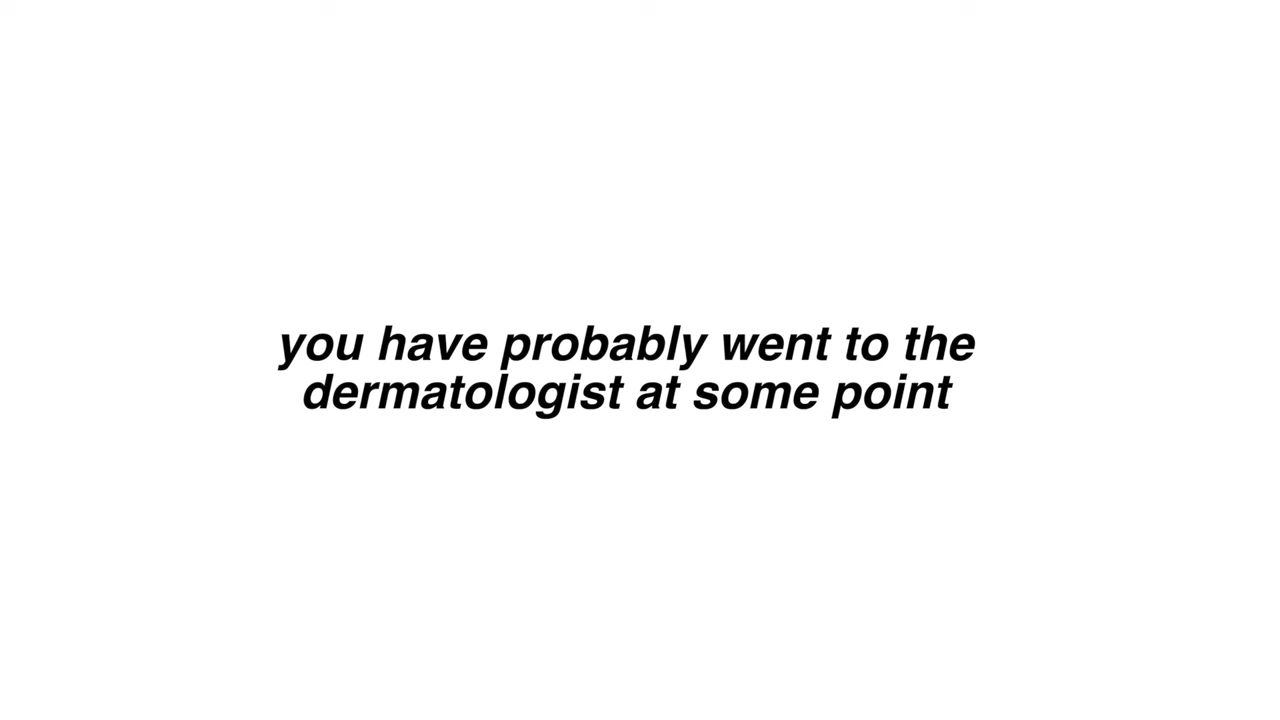 you have probably went to the
dermatologist at some point